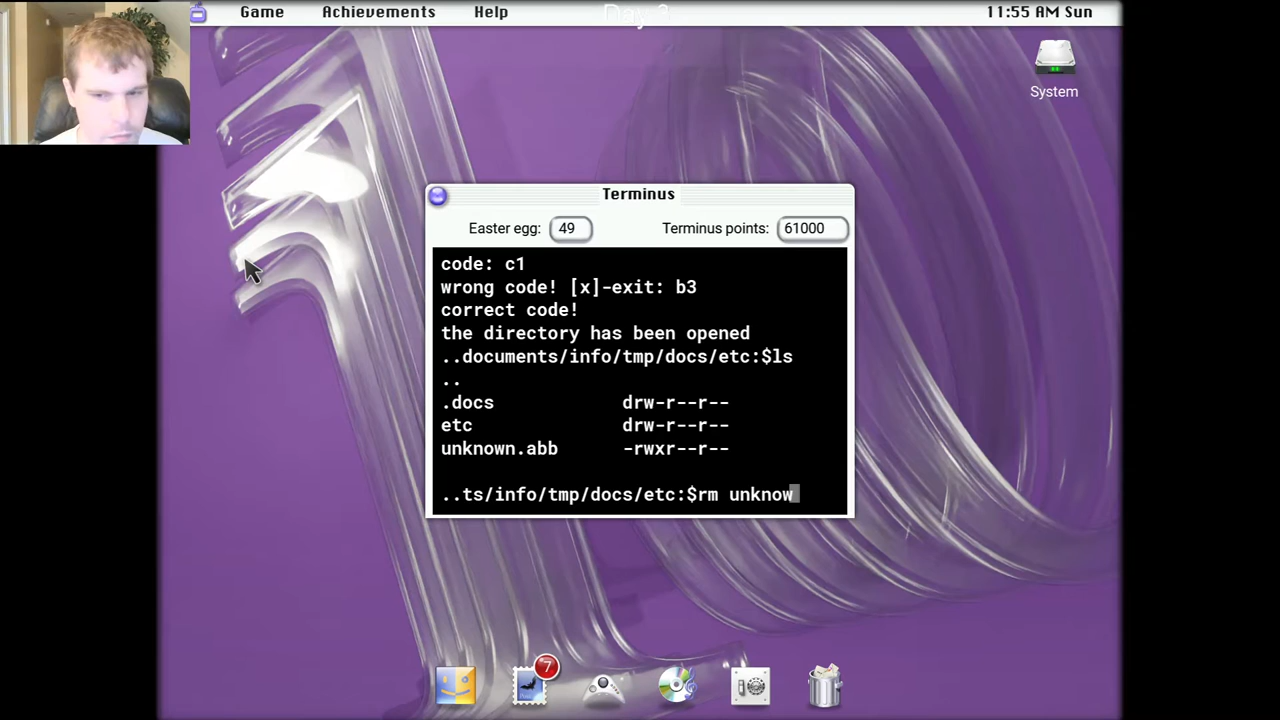 Game Achievements Help Day 3 11:55 AM Sun
System
Terminus
Easter egg: 49 Terminus points: 61000
code: c1
wrong code! [x]-exit: b3
correct code!
the directory has been opened
..documents/info/tmp/docs/etc:$ls
..
.docs drw-r--r--
etc drw-r--r--
unknown.abb -rwxr--r--
..ts/info/tmp/docs/etc:$rm unknow
7